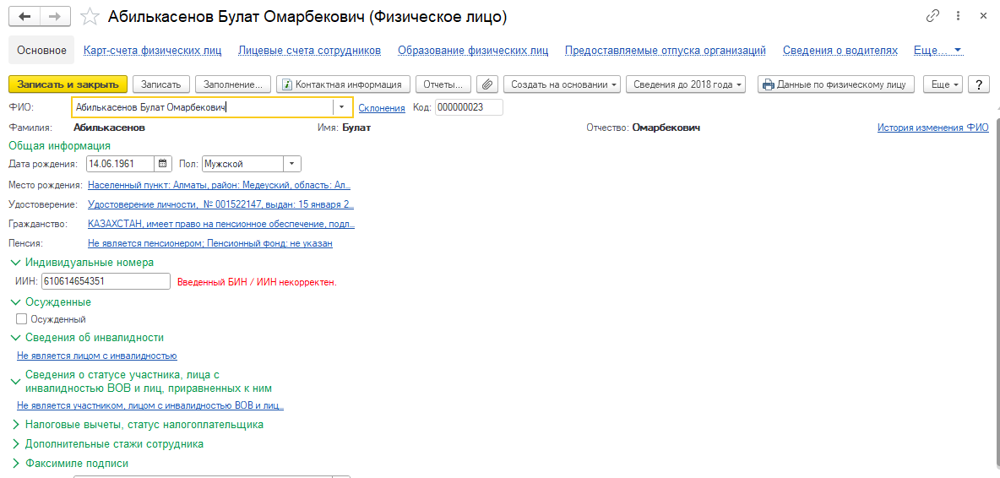 Абилькасенов Булат Омарбекович (Физическое лицо)
Основное Карт-счета физических лиц Лицевые счета сотрудников Образование физических лиц Предоставляемые отпуска организаций Сведения о водителях Еще...
Записать и закрыть Записать Заполнение... Контактная информация Отчеты... Создать на основании Сведения до 2018 года Данные по физическому лицу Еще ?
ФИО: Абилькасенов Булат Омарбекович Склонения Код: 000000023
Фамилия: Абилькасенов Имя: Булат Отчество: Омарбекович История изменения ФИО
Общая информация
Дата рождения: 14.06.1961 Пол: Мужской
Место рождения: Населенный пункт: Алматы, район: Медеуский, область: Ал...
Удостоверение: Удостоверение личности, № 001522147, выдан: 15 января 2...
Гражданство: КАЗАХСТАН, имеет право на пенсионное обеспечение, подл...
Пенсия: Не является пенсионером; Пенсионный фонд: не указан
Индивидуальные номера
ИИН: 610614654351 Введенный БИН / ИИН некорректен.
Осужденные
Осужденный
Сведения об инвалидности
Не является лицом с инвалидностью
Сведения о статусе участника, лица с
инвалидностью ВОВ и лиц, приравненных к ним
Не является участником, лицом с инвалидностью ВОВ и лиц...
Налоговые вычеты, статус налогоплательщика
Дополнительные стажи сотрудника
Факсимиле подписи